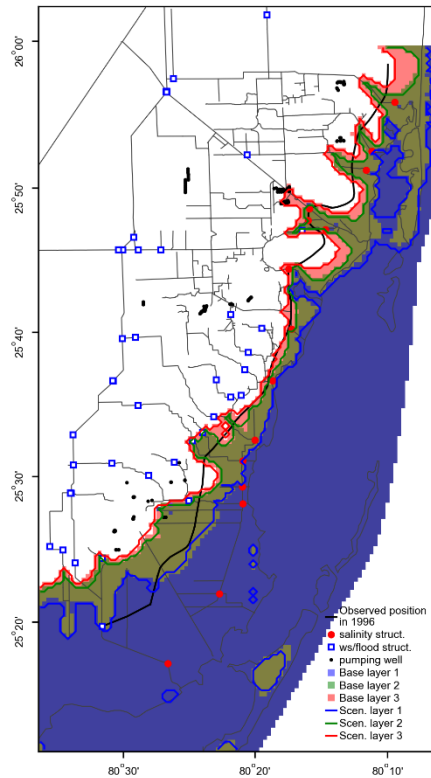 26°00'
25°50'
25°40'
25°30'
25°20'
Observed position
in 1996
salinity struct.
ws/flood struct.
pumping well
Base layer 1
Base layer 2
Base layer 3
Scen. layer 1
Scen. layer 2
Scen. layer 3
80°30' 80°20' 80°10'